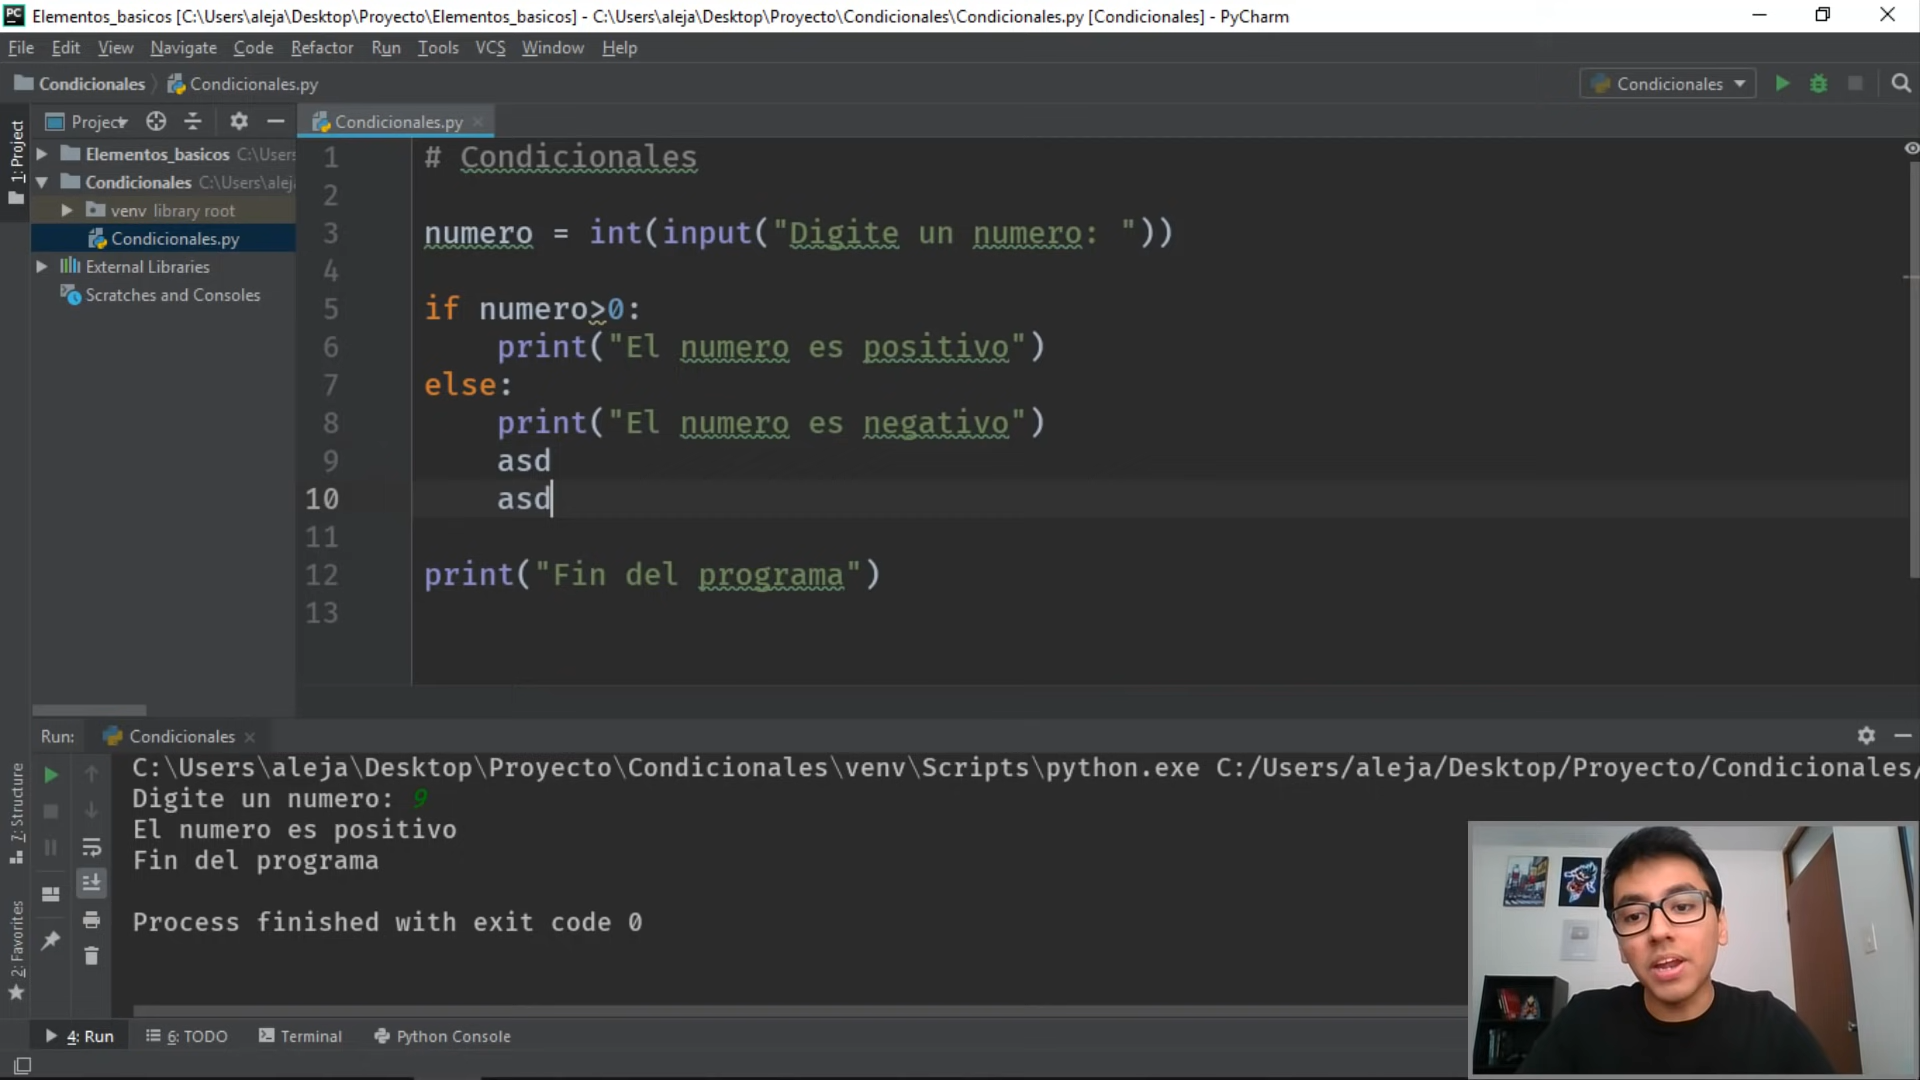 Elementos_basicos [C:\Users\aleja\Desktop\Proyecto\Elementos_basicos] - C:\Users\aleja\Desktop\Proyecto\Condicionales\Condicionales.py [Condicionales] - PyCharm
File Edit View Navigate Code Refactor Run Tools VCS Window Help
Condicionales Condicionales.py Condicionales
Project Condicionales.py
1: Project
Elementos_basicos C:\Users
Condicionales C:\Users\alej
venv library root
Condicionales.py
External Libraries
Scratches and Consoles
1 # Condicionales
2
3 numero = int(input("Digite un numero: "))
4
5 if numero>0:
6 print("El numero es positivo")
7 else:
8 print("El numero es negativo")
9 asd
10 asd
11
12 print("Fin del programa")
13
Run: Condicionales
C:\Users\aleja\Desktop\Proyecto\Condicionales\venv\Scripts\python.exe C:/Users/aleja/Desktop/Proyecto/Condicionales/
Digite un numero: 9
El numero es positivo
Fin del programa
Process finished with exit code 0
7: Structure
2: Favorites
4: Run 6: TODO Terminal Python Console